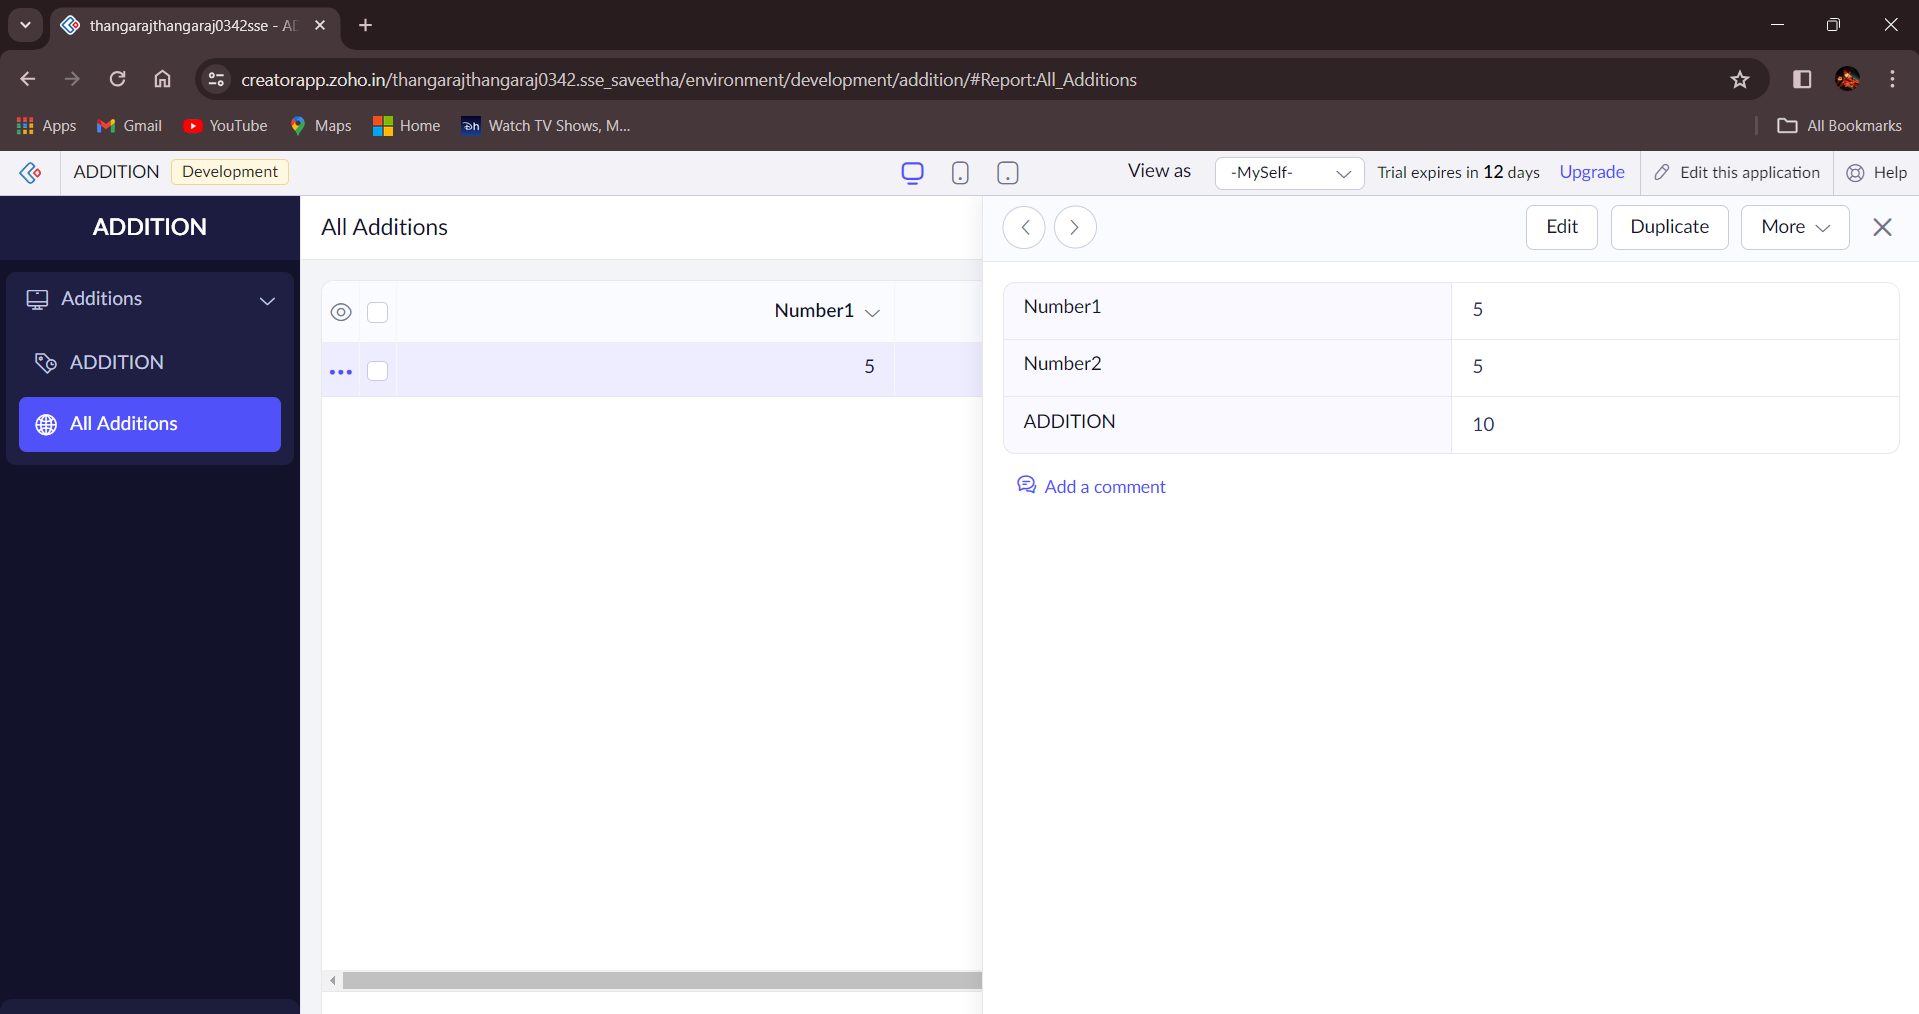 thangarajthangaraj0342sse - AD
creatorapp.zoho.in/thangarajthangaraj0342.sse_saveetha/environment/development/addition/#Report:All_Additions
Apps Gmail YouTube Maps Home Watch TV Shows, M... All Bookmarks
ADDITION Development View as -MySelf- Trial expires in 12 days Upgrade Edit this application Help
ADDITION
Additions
ADDITION
All Additions
All Additions
Number1
5
Edit Duplicate More
Number1 5
Number2 5
ADDITION 10
Add a comment